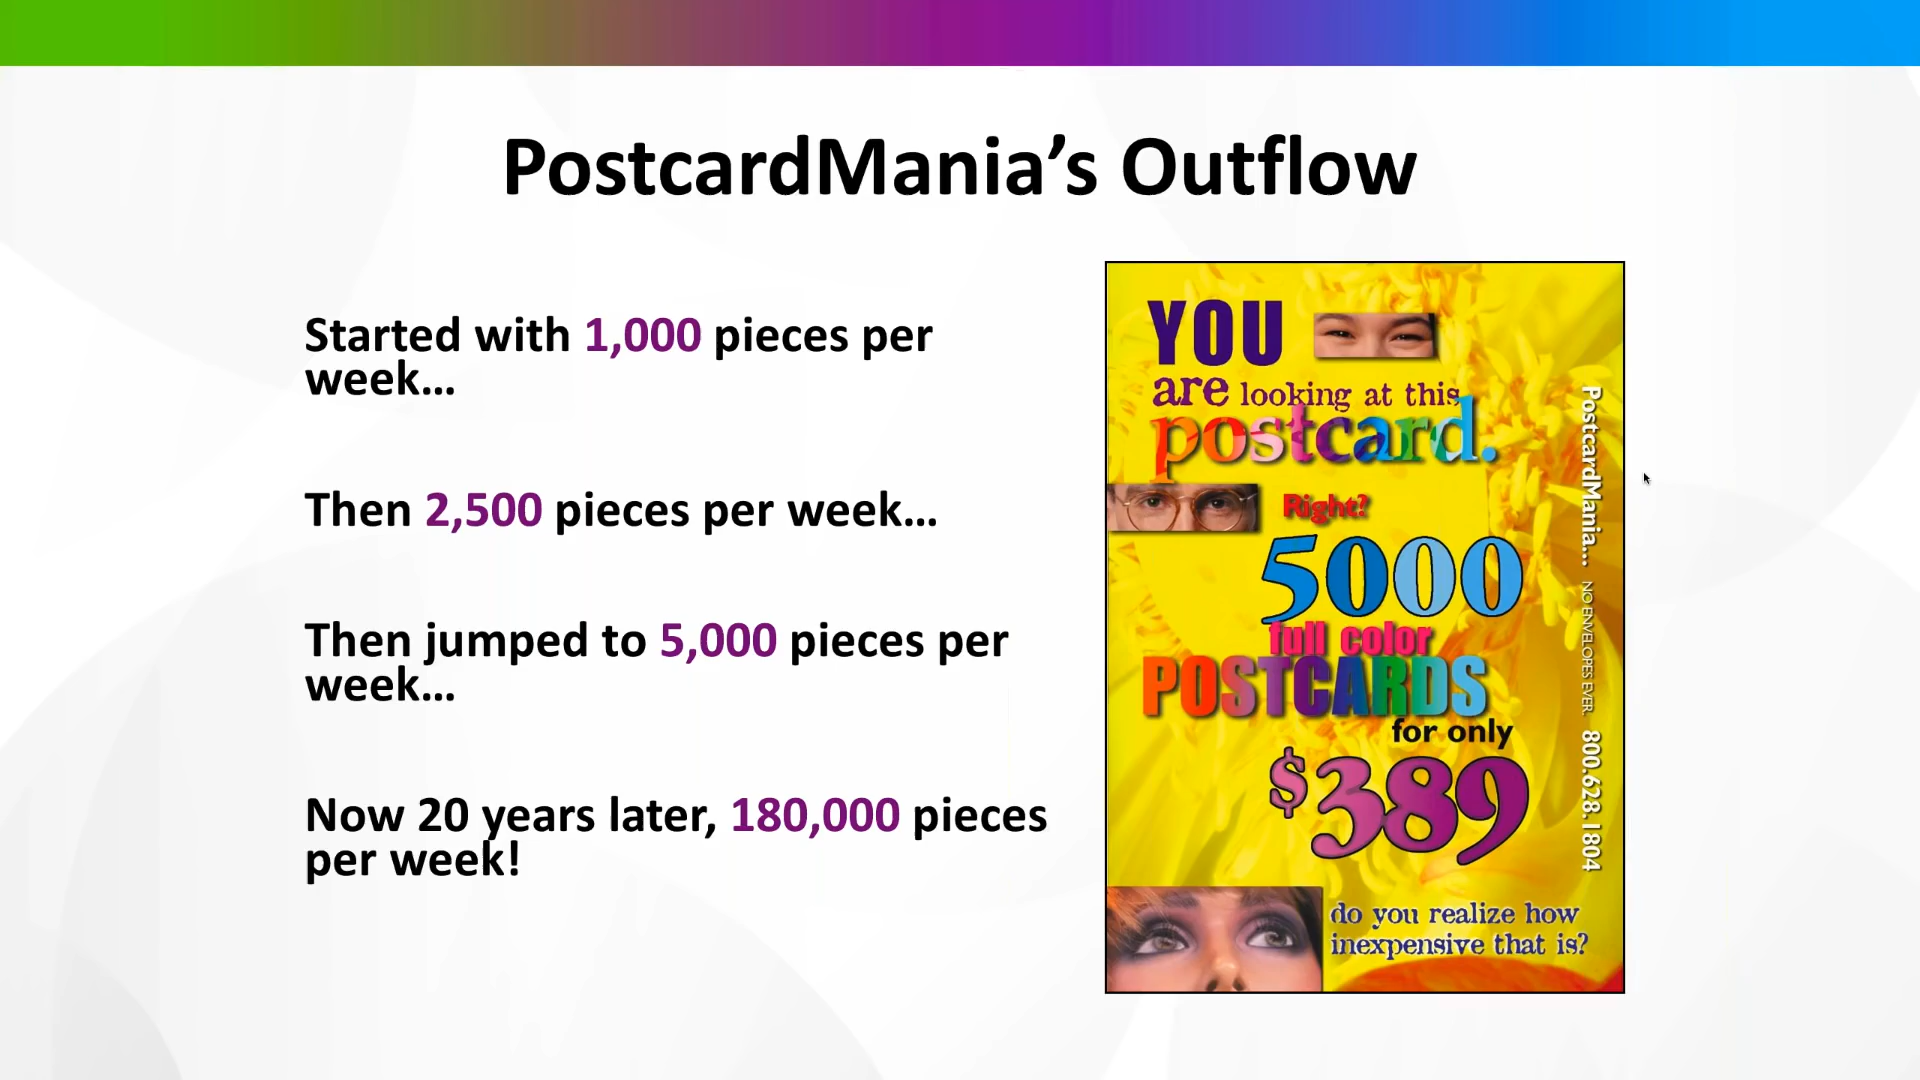 PostcardMania’s Outflow
Started with 1,000 pieces per
week...
Then 2,500 pieces per week...
Then jumped to 5,000 pieces per
week...
Now 20 years later, 180,000 pieces
per week!
YOU
are looking at this
postcard.
Right?
5000
full color
POSTCARDS
for only
$389
do you realize how
inexpensive that is?
PostcardMania... NO ENVELOPES EVER. 800.628.1804